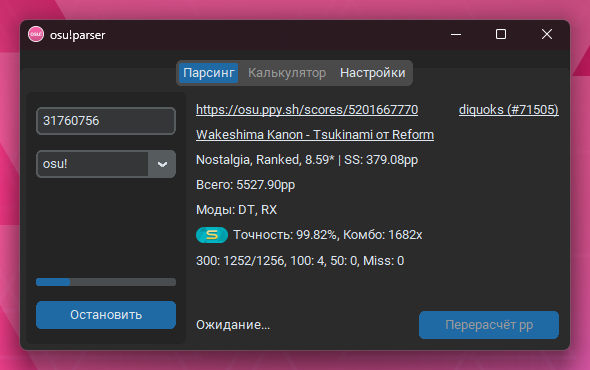 osu!parser
Парсинг Калькулятор Настройки
31760756
osu!
Остановить
https://osu.ppy.sh/scores/5201667770 diquoks (#71505)
Wakeshima Kanon - Tsukinami от Reform
Nostalgia, Ranked, 8.59* | SS: 379.08pp
Всего: 5527.90pp
Моды: DT, RX
S Точность: 99.82%, Комбо: 1682x
300: 1252/1256, 100: 4, 50: 0, Miss: 0
Ожидание... Перерасчёт pp